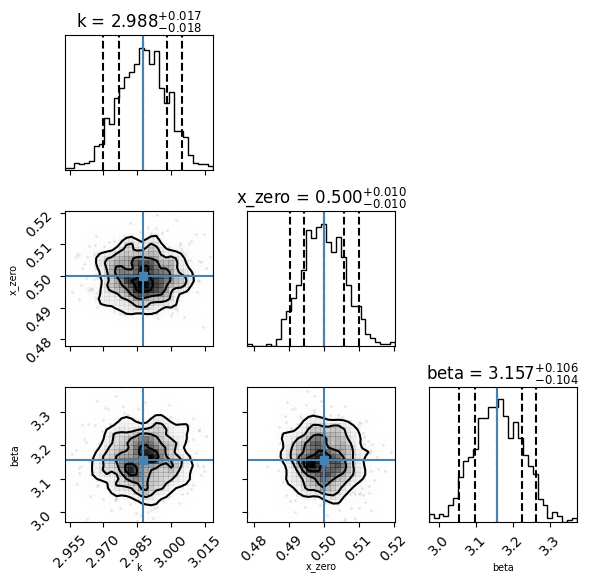 k = 2.988+0.017 −0.018
0.52
0.51
0.50
0.49
0.48
x_zero
x_zero = 0.500+0.010 −0.010
3.3
3.2
3.1
3.0
beta
beta = 3.157+0.106 −0.104
2.955 2.970 2.985 3.000 3.015
k
0.48 0.49 0.50 0.51 0.52
x_zero
3.0 3.1 3.2 3.3
beta